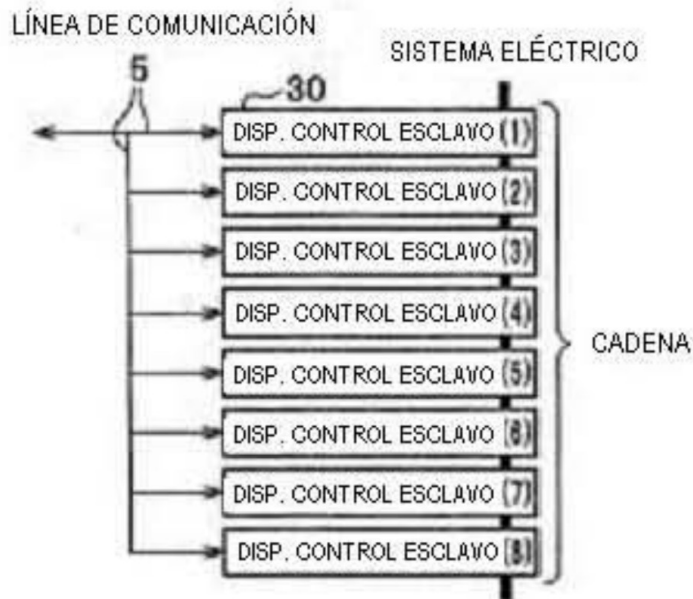 LÍNEA DE COMUNICACIÓN
SISTEMA ELÉCTRICO
5
30
DISP. CONTROL ESCLAVO (1)
DISP. CONTROL ESCLAVO (2)
DISP. CONTROL ESCLAVO (3)
DISP. CONTROL ESCLAVO (4)
DISP. CONTROL ESCLAVO (5)
DISP. CONTROL ESCLAVO (6)
DISP. CONTROL ESCLAVO (7)
DISP. CONTROL ESCLAVO (8)
CADENA